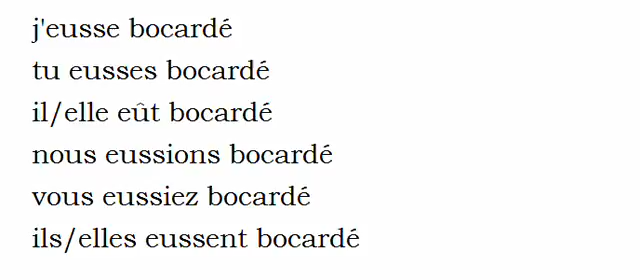 j'eusse bocardé
tu eusses bocardé
il/elle eût bocardé
nous eussions bocardé
vous eussiez bocardé
ils/elles eussent bocardé